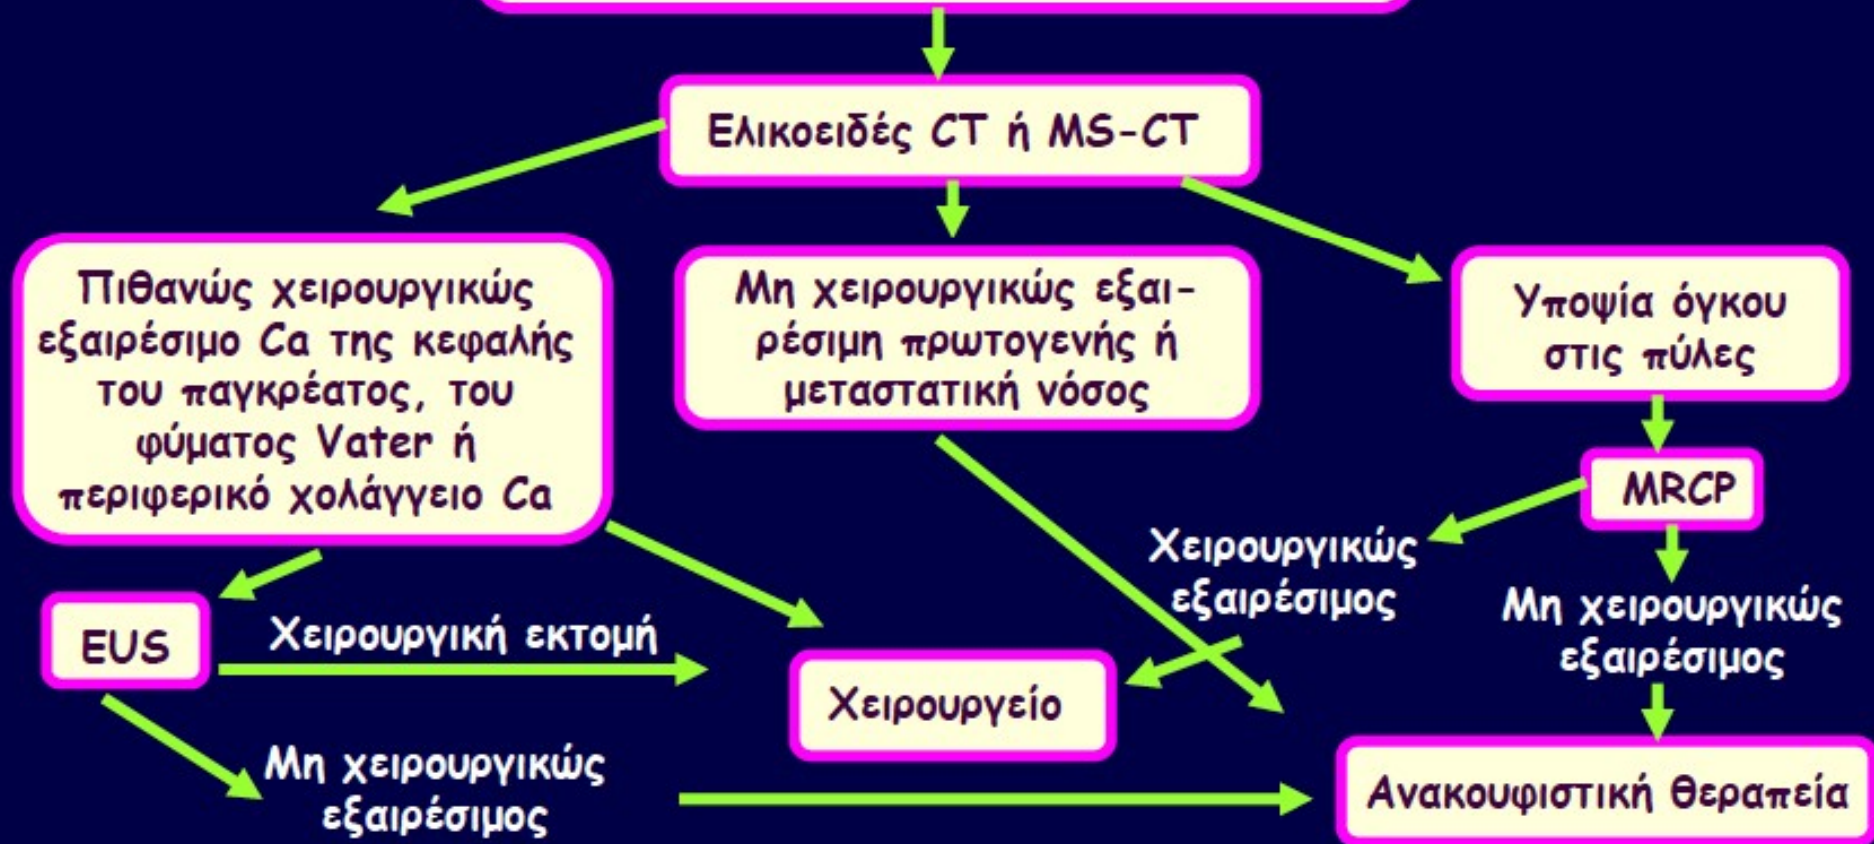 Ελικοειδές CT ή MS-CT
Πιθανώς χειρουργικώς
εξαιρέσιμο Ca της κεφαλής
του παγκρέατος, του
φύματος Vater ή
περιφερικό χολάγγειο Ca
Μη χειρουργικώς εξαι-
ρέσιμη πρωτογενής ή
μεταστατική νόσος
Υποψία όγκου
στις πύλες
MRCP
Χειρουργικώς
εξαιρέσιμος
Μη χειρουργικώς
εξαιρέσιμος
EUS
Χειρουργική εκτομή
Χειρουργείο
Μη χειρουργικώς
εξαιρέσιμος
Ανακουφιστική θεραπεία